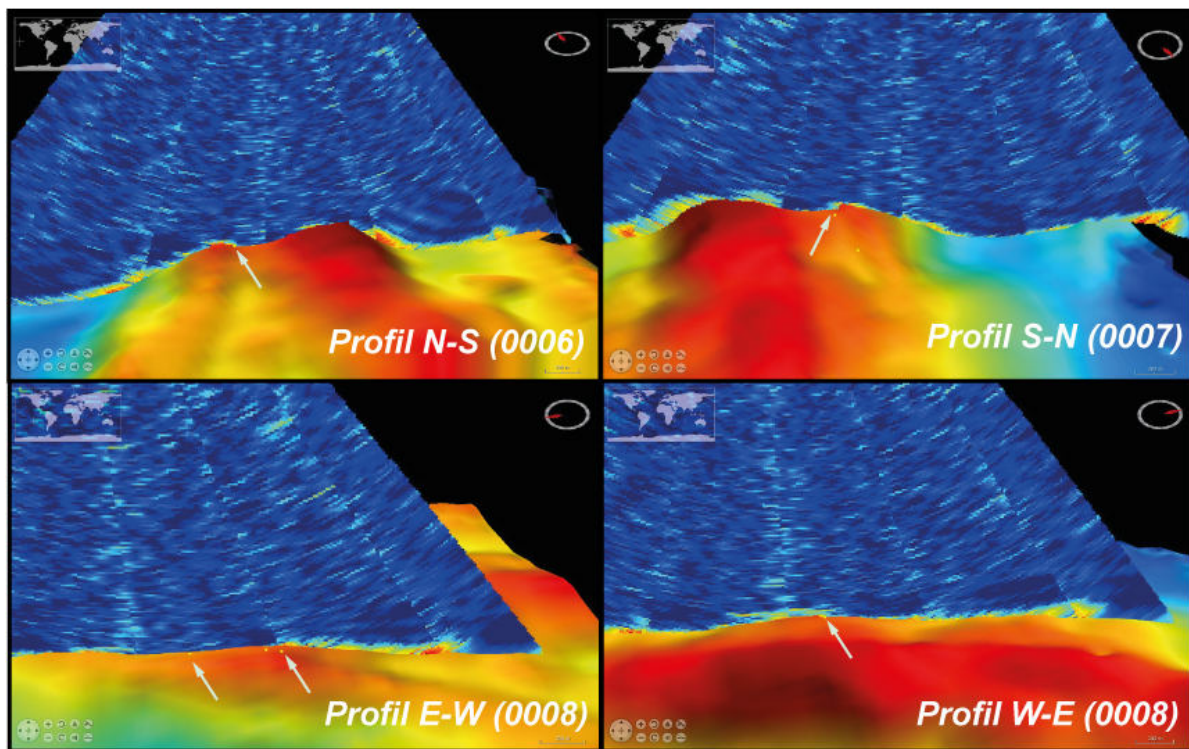 Profil N-S (0006)
Profil S-N (0007)
Profil E-W (0008)
Profil W-E (0008)